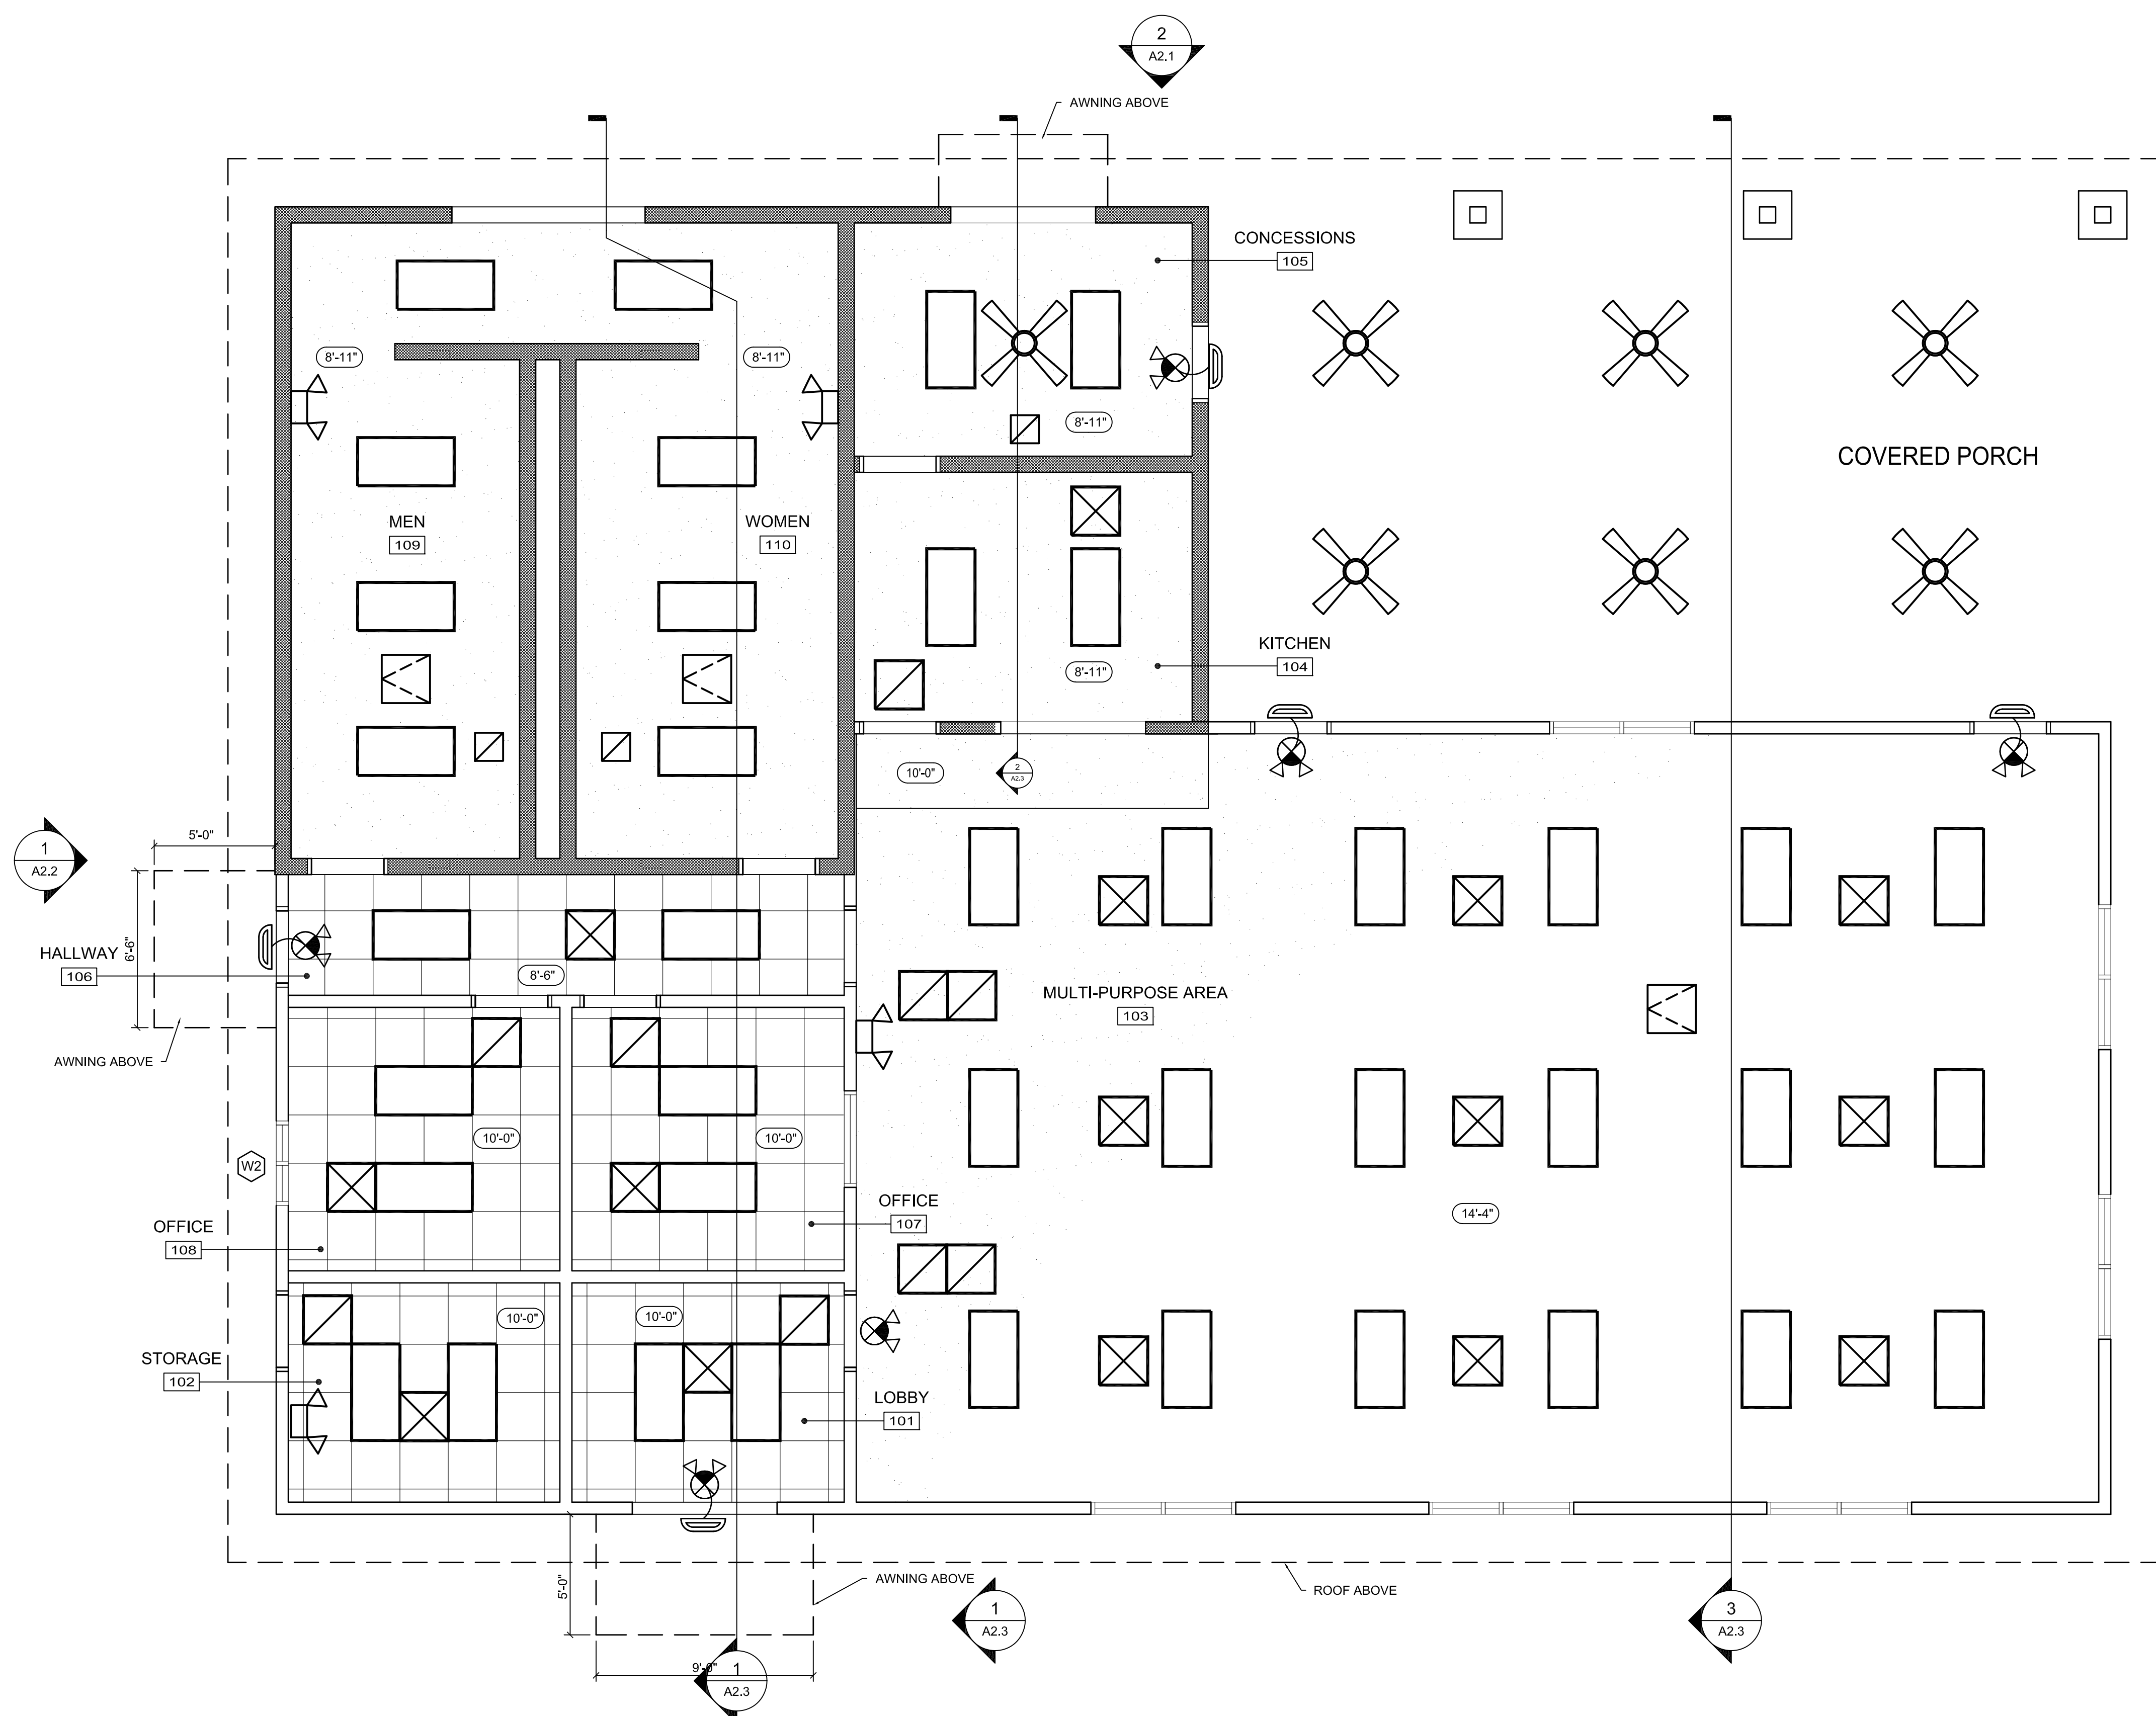 2
A2.1
AWNING ABOVE
CONCESSIONS
105
8'-11"
8'-11"
8'-11"
COVERED PORCH
MEN
109
WOMEN
110
KITCHEN
104
8'-11"
10'-0"
2
A2.3
5'-0"
1
A2.2
6'-6"
HALLWAY
106
8'-6"
MULTI-PURPOSE AREA
103
AWNING ABOVE
10'-0"
10'-0"
W2
OFFICE
107
14'-4"
OFFICE
108
10'-0"
10'-0"
STORAGE
102
LOBBY
101
5'-0"
AWNING ABOVE
ROOF ABOVE
1
A2.3
3
A2.3
9'-0"
1
A2.3